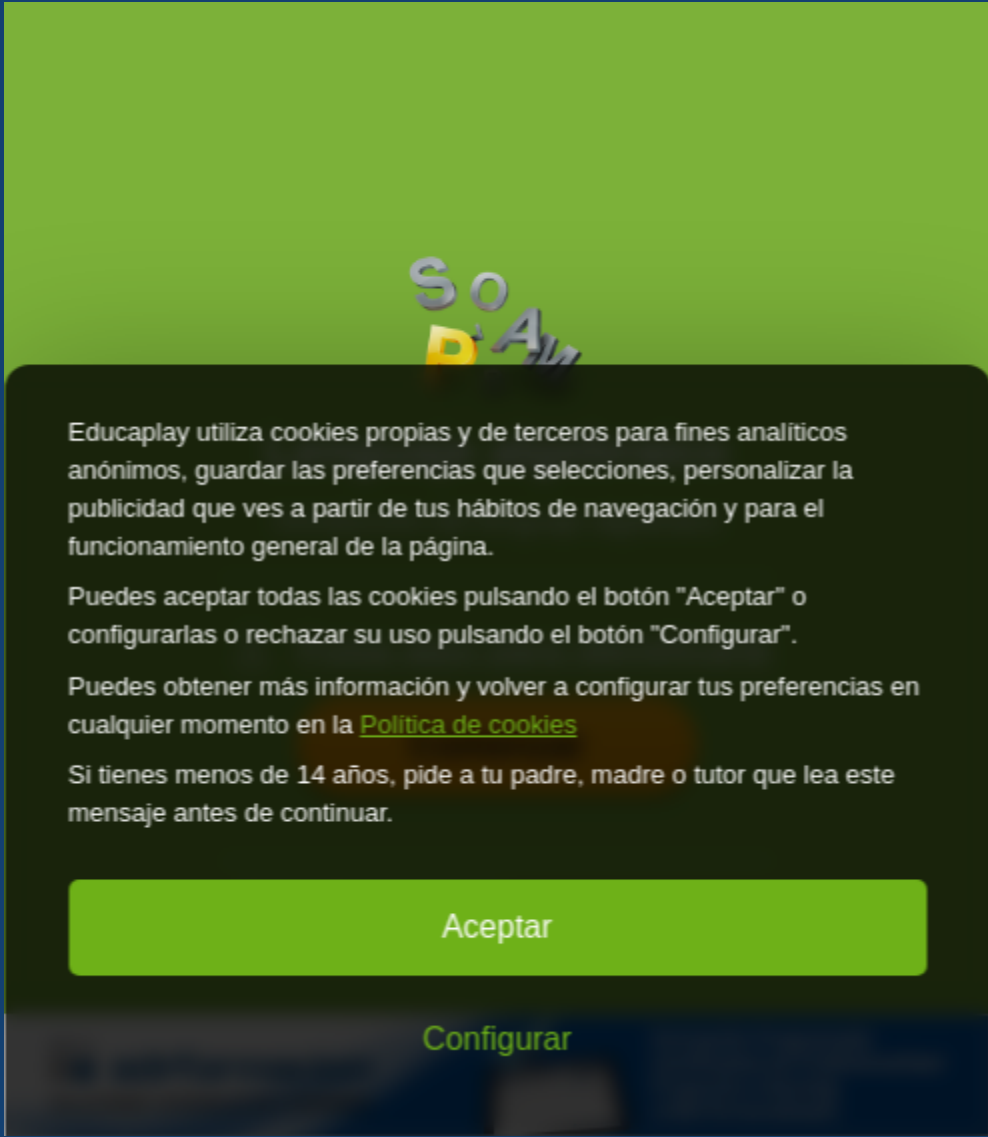 S O
P A
Educaplay utiliza cookies propias y de terceros para fines analíticos
anónimos, guardar las preferencias que selecciones, personalizar la
publicidad que ves a partir de tus hábitos de navegación y para el
funcionamiento general de la página.
Puedes aceptar todas las cookies pulsando el botón "Aceptar" o
configurarlas o rechazar su uso pulsando el botón "Configurar".
Puedes obtener más información y volver a configurar tus preferencias en
cualquier momento en la Política de cookies
Si tienes menos de 14 años, pide a tu padre, madre o tutor que lea este
mensaje antes de continuar.
Aceptar
Configurar